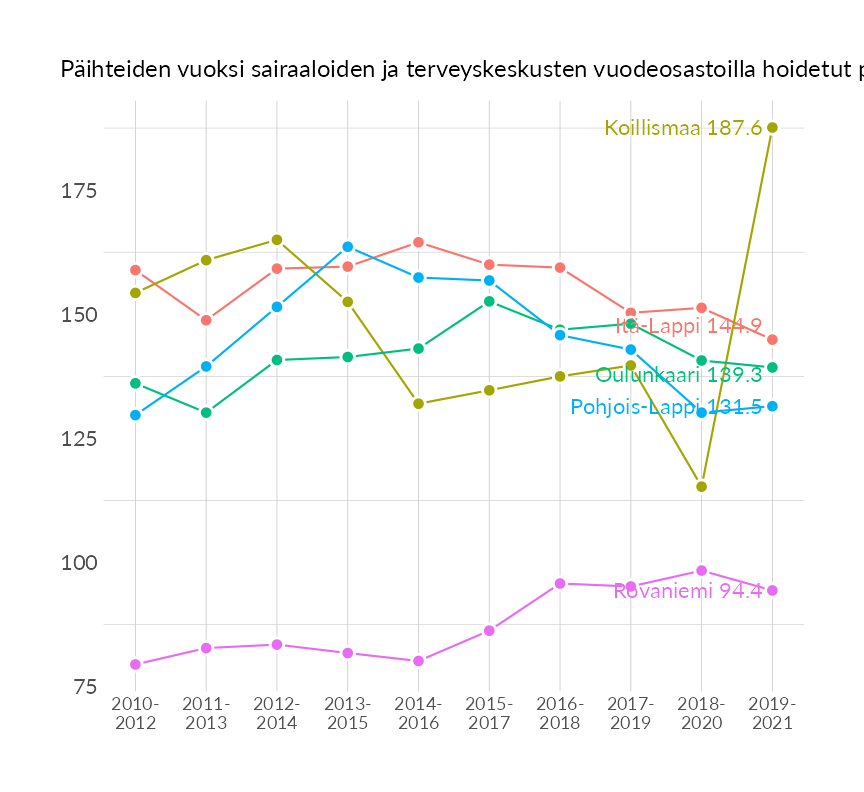 Päihteiden vuoksi sairaaloiden ja terveyskeskusten vuodeosastoilla hoidetut
Koillismaa 187.6
175
150
Itä-Lappi 144.9
Oulunkaari 139.3
Pohjois-Lappi 131.5
125
100
Rovaniemi 94.4
75
2010- 2011- 2012- 2013- 2014- 2015- 2016- 2017- 2018- 2019-
2012 2013 2014 2015 2016 2017 2018 2019 2020 2021